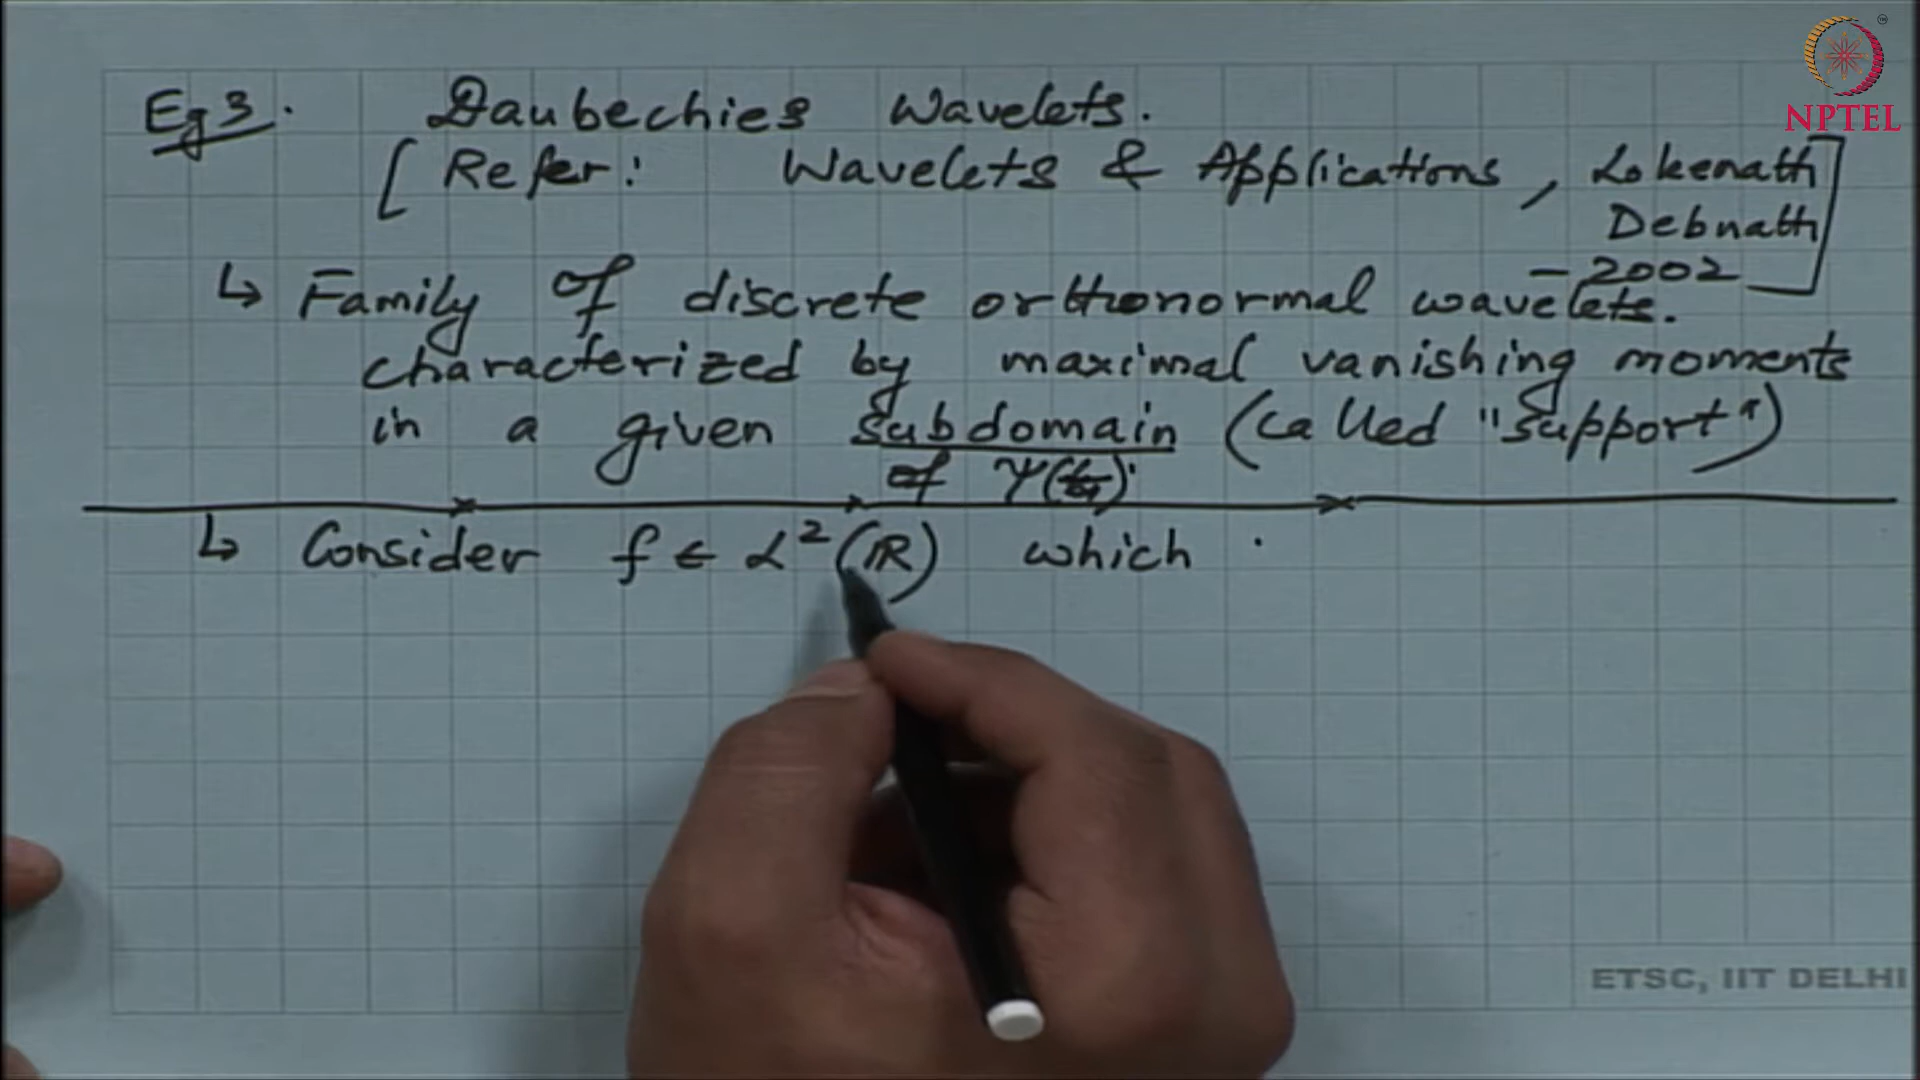 Eg 3. Daubechies Wavelets.
[Refer: Wavelets & Applications, Lokenath
Debnath
- 2002]
↳ Family of discrete orthonormal wavelets.
characterized by maximal vanishing moments
in a given subdomain (called "support")
of ψ(
↳ Consider f ∈ L²(ℝ) which
NPTEL
ETSC, IIT DELHI